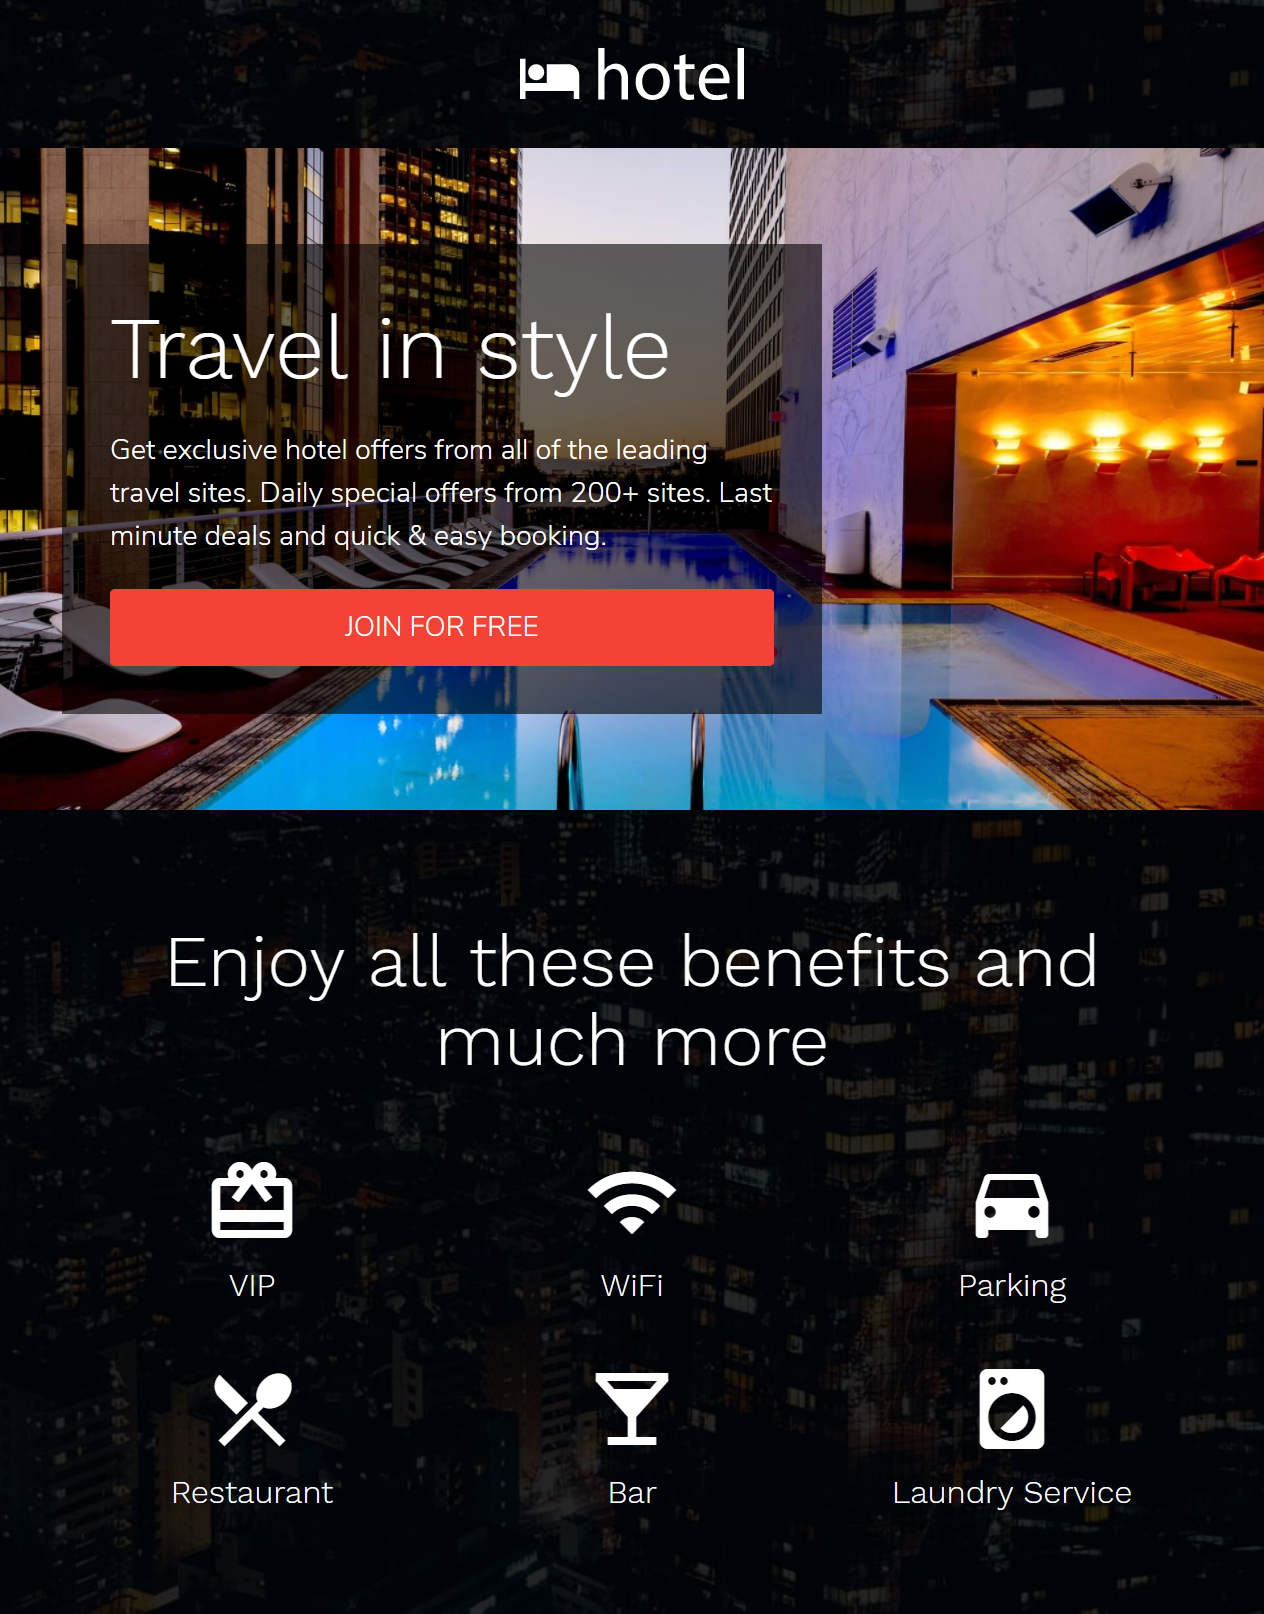 hotel
Travel in style
Get exclusive hotel offers from all of the leading
travel sites. Daily special offers from 200+ sites. Last
minute deals and quick & easy booking.
JOIN FOR FREE
Enjoy all these benefits and
much more
VIP
WiFi
Parking
Restaurant
Bar
Laundry Service